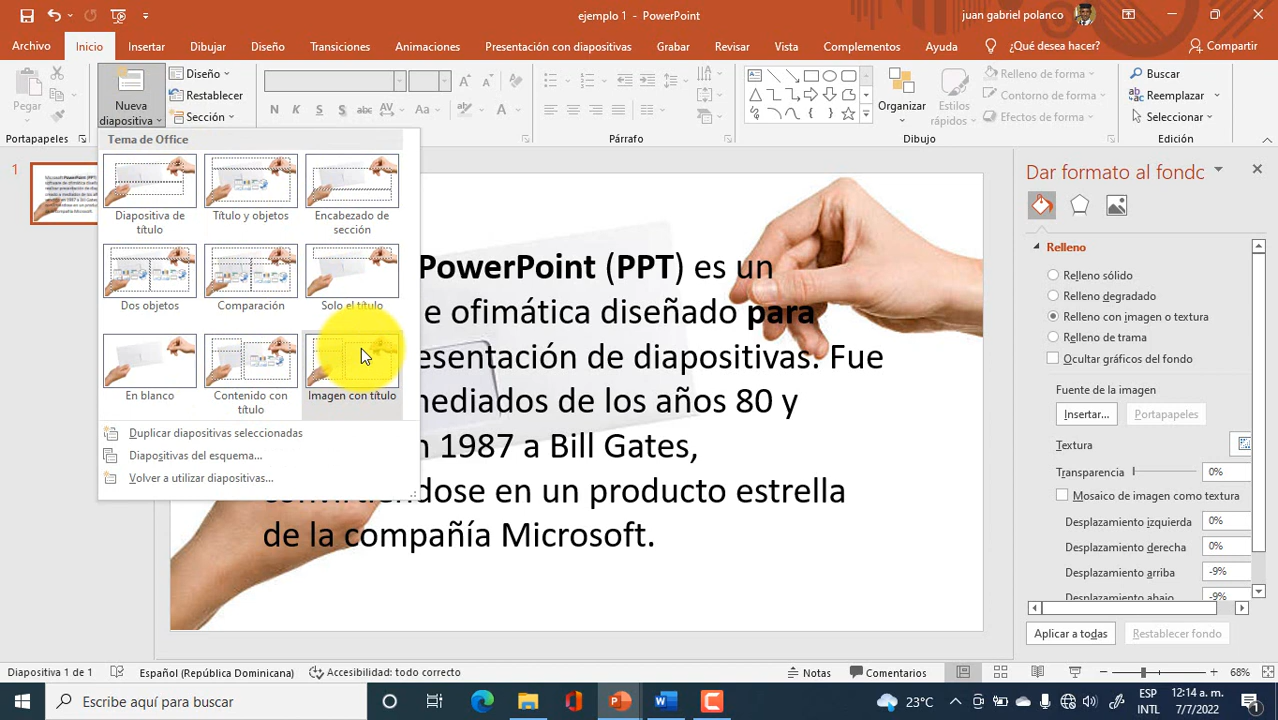 ejemplo 1 - PowerPoint
juan gabriel polanco
Archivo Inicio Insertar Dibujar Diseño Transiciones Animaciones Presentación con diapositivas Grabar Revisar Vista Complementos Ayuda ¿Qué desea hacer? Compartir
Pegar
Nueva diapositiva
Diseño
Restablecer
Sección
N K S abc AV Aa
Relleno de forma
Contorno de forma
Efectos de forma
Organizar
Estilos rápidos
Buscar
Reemplazar
Seleccionar
Portapapeles
Párrafo
Dibujo
Edición
Tema de Office
Diapositiva de título
Título y objetos
Encabezado de sección
Dos objetos
Comparación
Solo el título
En blanco
Contenido con título
Imagen con título
Duplicar diapositivas seleccionadas
Diapositivas del esquema...
Volver a utilizar diapositivas...
1
PowerPoint (PPT) es un
e ofimática diseñado para
esentación de diapositivas. Fue
mediados de los años 80 y
n 1987 a Bill Gates,
convirtiéndose en un producto estrella
de la compañía Microsoft.
Dar formato al fondo
Relleno
Relleno sólido
Relleno degradado
Relleno con imagen o textura
Relleno de trama
Ocultar gráficos del fondo
Fuente de la imagen
Insertar... Portapapeles
Textura
Transparencia 0%
Mosaico de imagen como textura
Desplazamiento izquierda 0%
Desplazamiento derecha 0%
Desplazamiento arriba -9%
Desplazamiento abajo -9%
Aplicar a todas Restablecer fondo
Diapositiva 1 de 1 Español (República Dominicana) Accesibilidad: todo correcto Notas Comentarios 68%
Escribe aquí para buscar
23°C
ESP
INTL
12:14 a. m.
7/7/2022
1